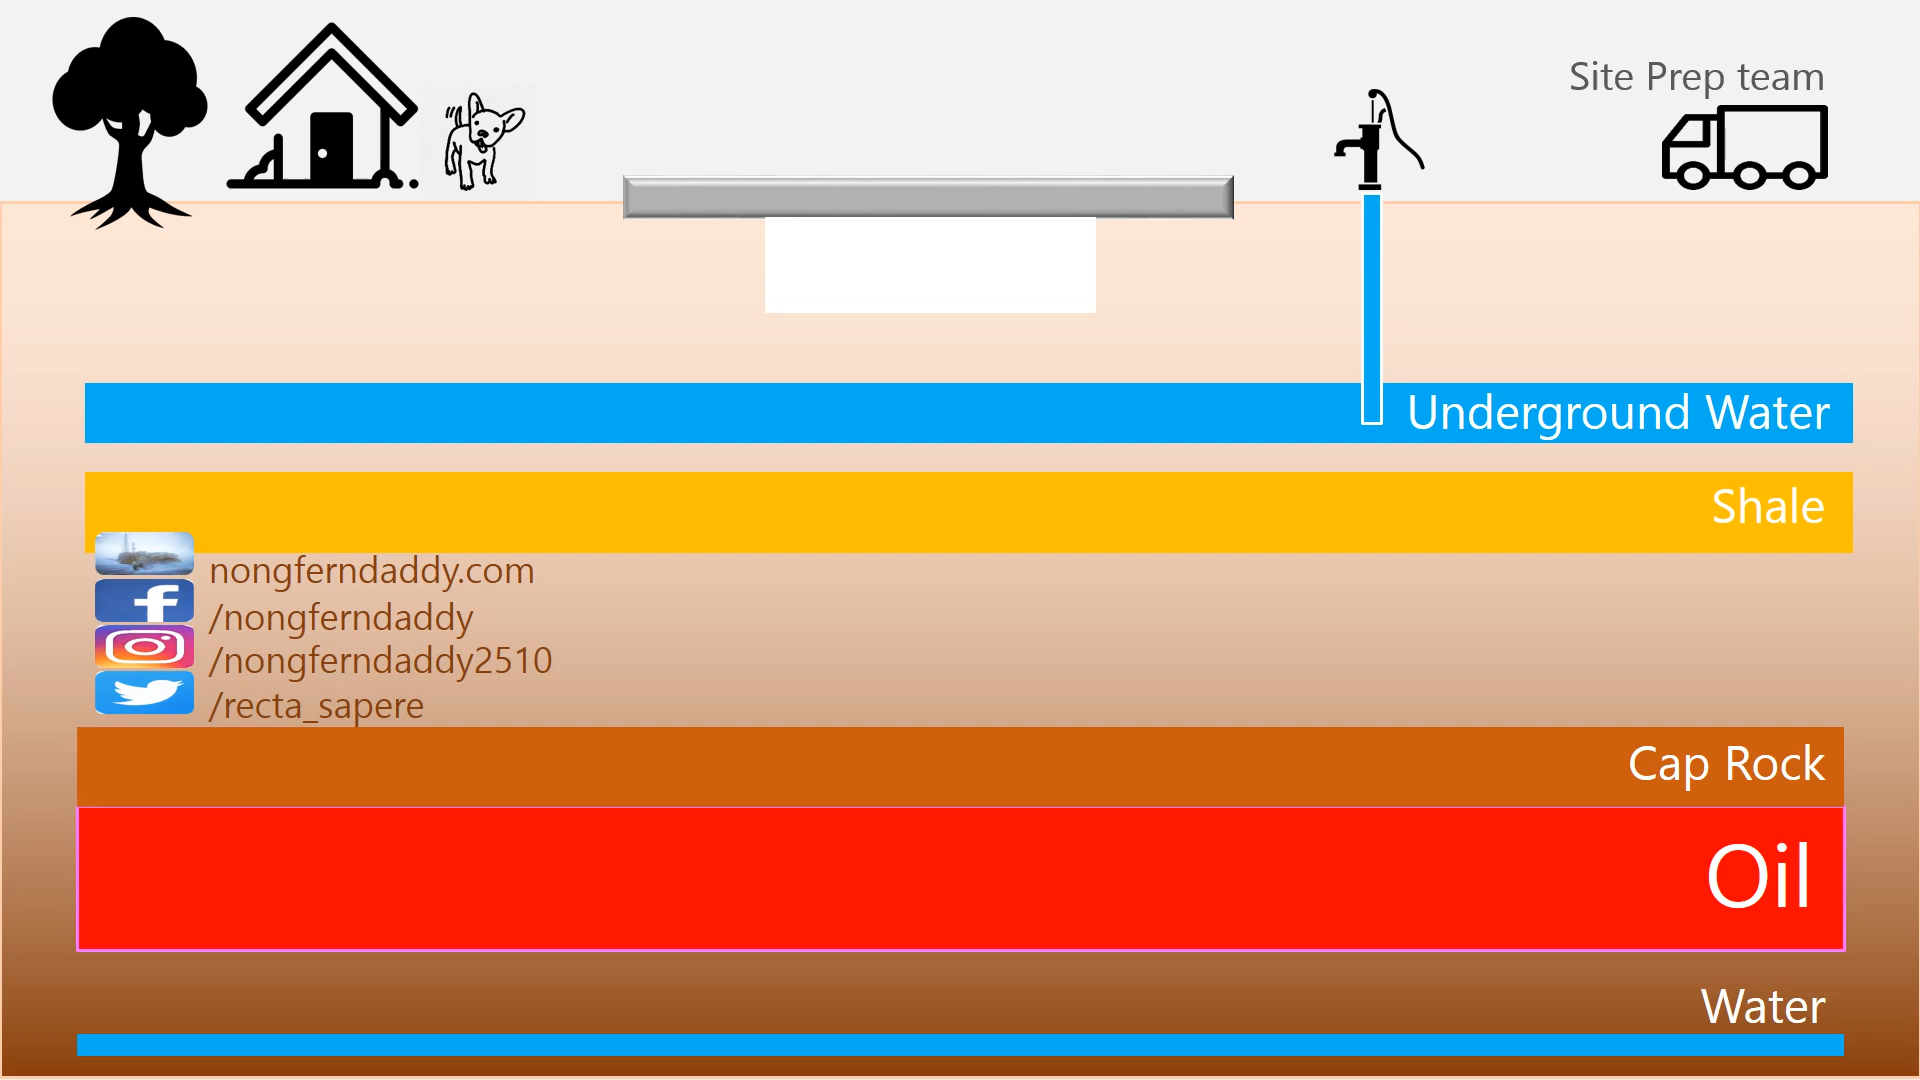 Site Prep team
Underground Water
Shale
nongferndaddy.com
/nongferndaddy
/nongferndaddy2510
/recta_sapere
Cap Rock
Oil
Water